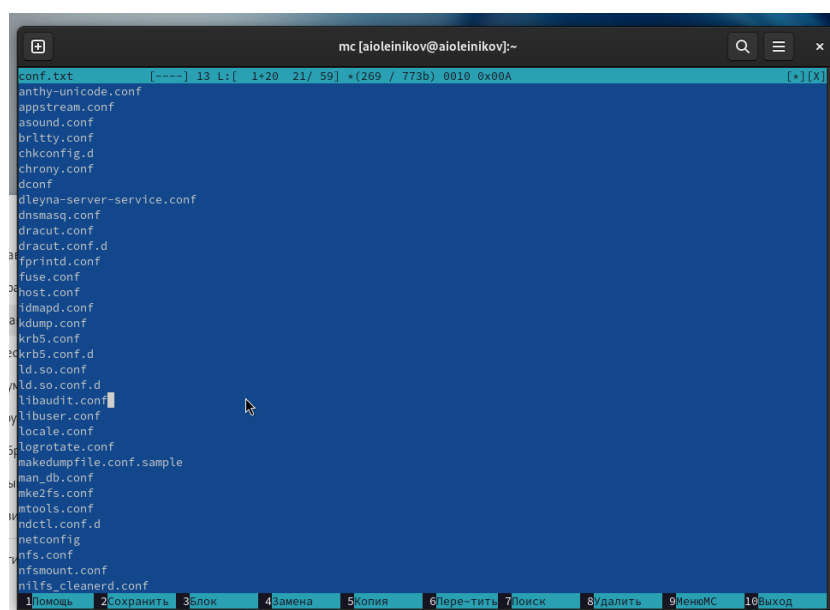 mc [aioleinikov@aioleinikov]:~
conf.txt [----] 13 L:[ 1+20 21/ 59] *(269 / 773b) 0010 0x00A [*][X]
anthy-unicode.conf
appstream.conf
asound.conf
brltty.conf
chkconfig.d
chrony.conf
dconf
dleyna-server-service.conf
dnsmasq.conf
dracut.conf
dracut.conf.d
fprintd.conf
fuse.conf
host.conf
idmapd.conf
kdump.conf
krb5.conf
krb5.conf.d
ld.so.conf
ld.so.conf.d
libaudit.conf
libuser.conf
locale.conf
logrotate.conf
makedumpfile.conf.sample
man_db.conf
mke2fs.conf
mtools.conf
ndctl.conf.d
netconfig
nfs.conf
nfsmount.conf
nilfs_cleanerd.conf
1Помощь 2Сохранить 3Блок 4Замена 5Копия 6Пере~тить 7Поиск 8Удалить 9МенюМС 10Выход